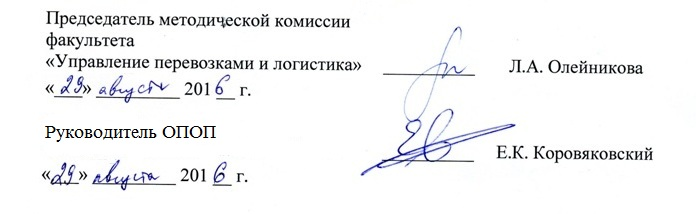 Председатель методической комиссии
факультета
«Управление перевозками и логистика» Л.А. Олейникова
«29» августа 2016 г.
Руководитель ОПОП
Е.К. Коровяковский
«29» августа 2016 г.